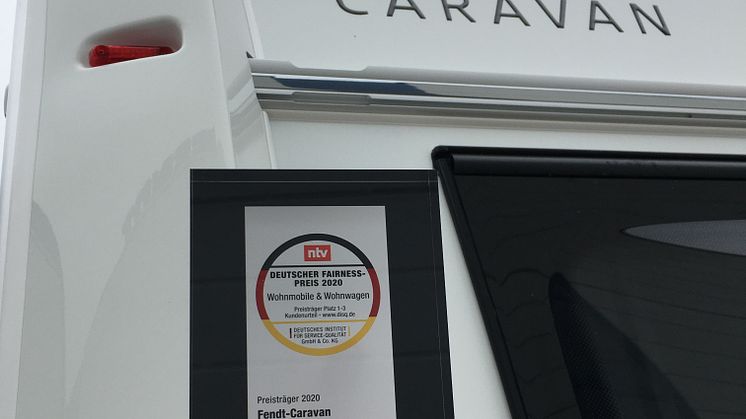 CARAVAN
ntv
DEUTSCHER FAIRNESS-
PREIS 2020
Wohnmobile & Wohnwagen
Preisträger Platz 1-3
Kundenurteil - www.disq.de
DEUTSCHES INSTITUT
FÜR SERVICE-QUALITÄT
GmbH & Co. KG
Preisträger 2020
Fendt-Caravan